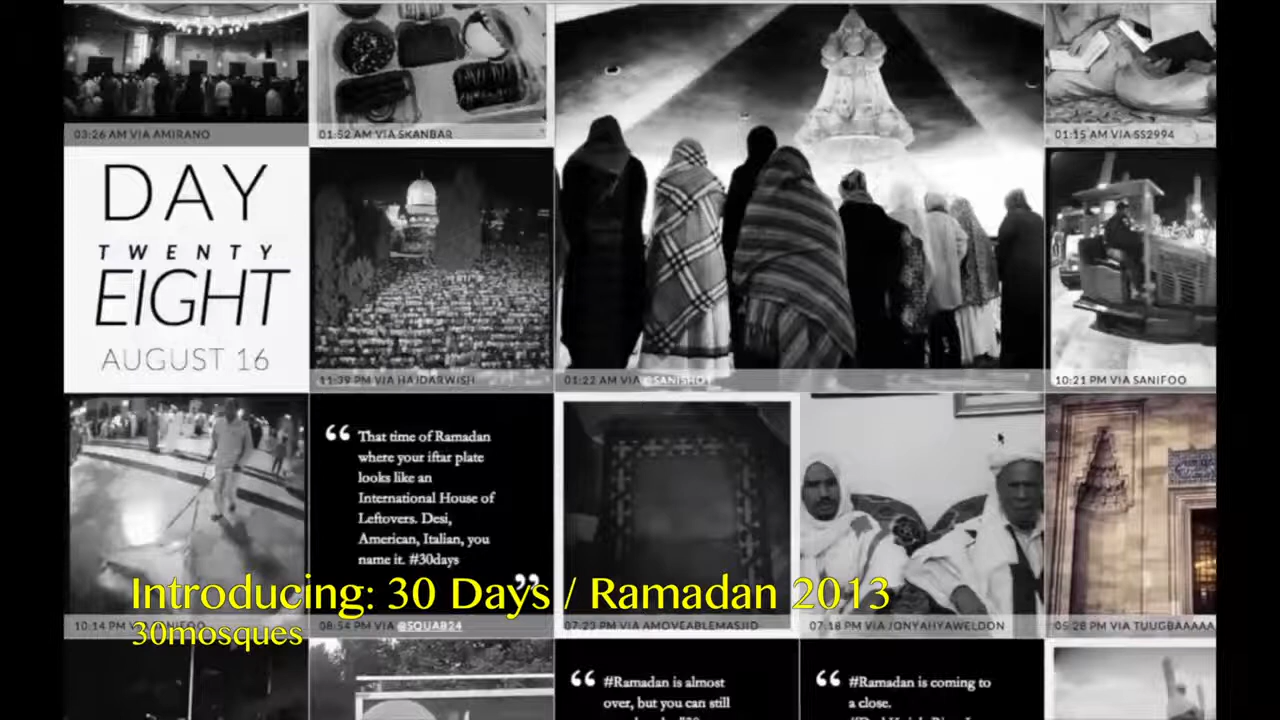 03:26 AM VIA AMIRANO
01:52 AM VIA SKANBAR
01:15 AM VIA SS2994
DAY
TWENTY
EIGHT
AUGUST 16
11:39 PM VIA HAIDARWISH
01:22 AM VIA @SANISHOT
10:21 PM VIA SANIFOO
“
That time of Ramadan
where your iftar plate
looks like an
International House of
Leftovers. Desi,
American, Italian, you
name it. #30days
”
Introducing: 30 Days / Ramadan 2013
30mosques
10:14 PM
08:54 PM VIA @SQUAB24
07:23 PM VIA AMOVEABLEMASJID
07:18 PM VIA JONYAHYAWELDON
05:28 PM VIA TUUGBAAAAA
“ #Ramadan is almost
over, but you can still
“ #Ramadan is coming to
a close.